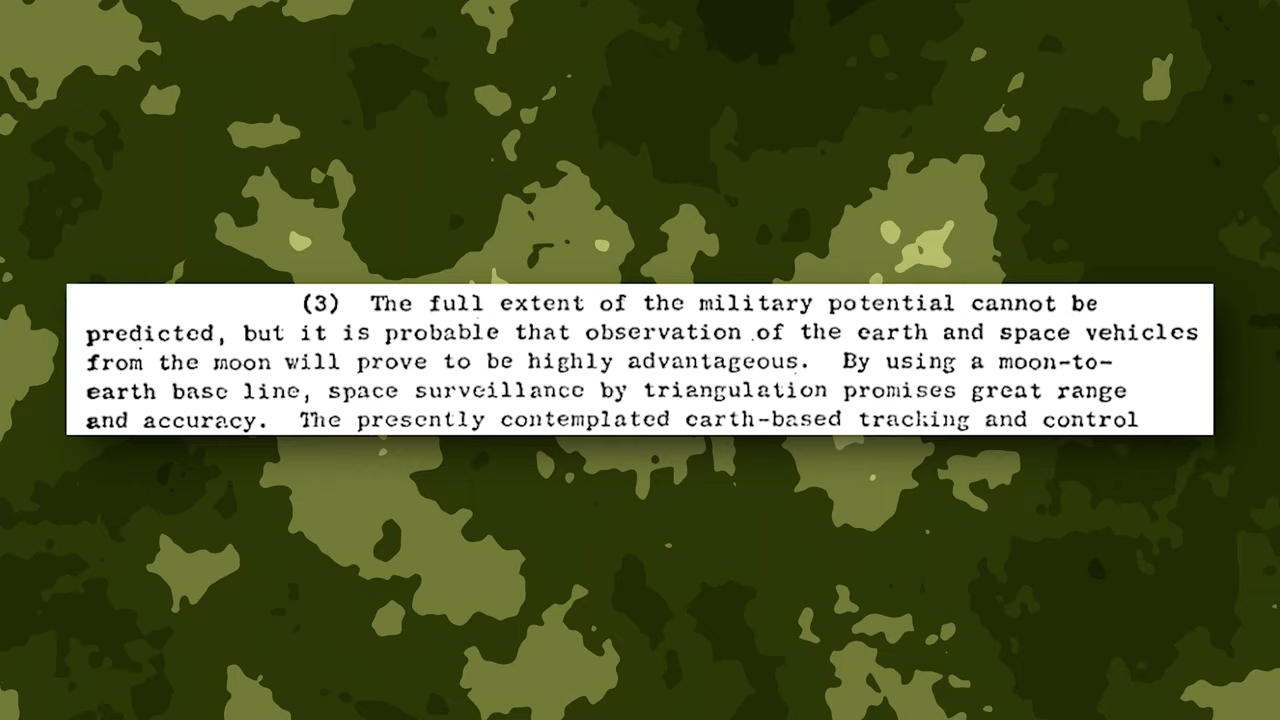 (3) The full extent of the military potential cannot be
predicted, but it is probable that observation of the earth and space vehicles
from the moon will prove to be highly advantageous. By using a moon-to-
earth base line, space surveillance by triangulation promises great range
and accuracy. The presently contemplated earth-based tracking and control